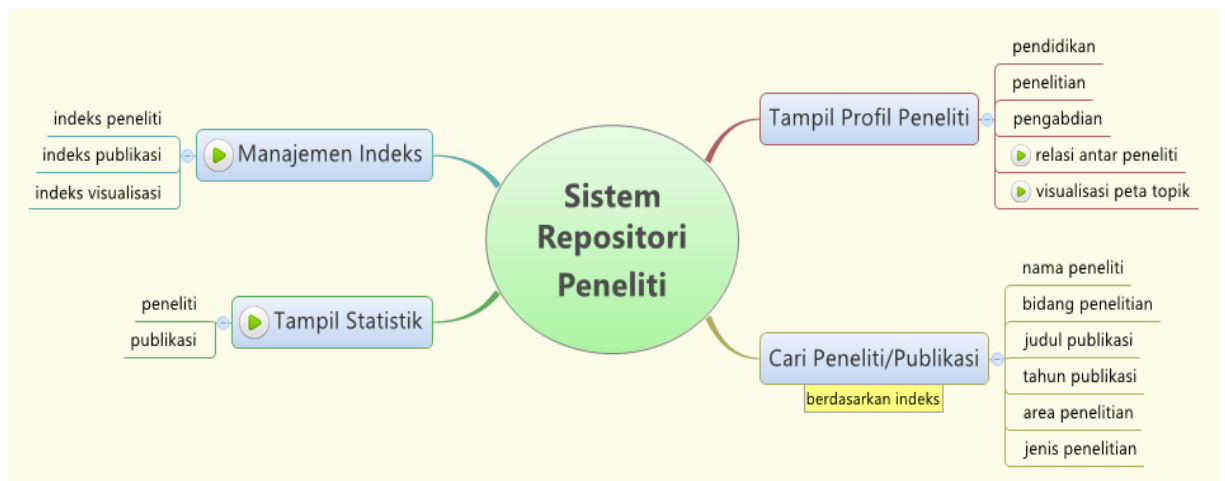 Sistem
Repositori
Peneliti
Manajemen Indeks
indeks peneliti
indeks publikasi
indeks visualisasi
Tampil Statistik
peneliti
publikasi
Tampil Profil Peneliti
pendidikan
penelitian
pengabdian
relasi antar peneliti
visualisasi peta topik
Cari Peneliti/Publikasi
berdasarkan indeks
nama peneliti
bidang penelitian
judul publikasi
tahun publikasi
area penelitian
jenis penelitian